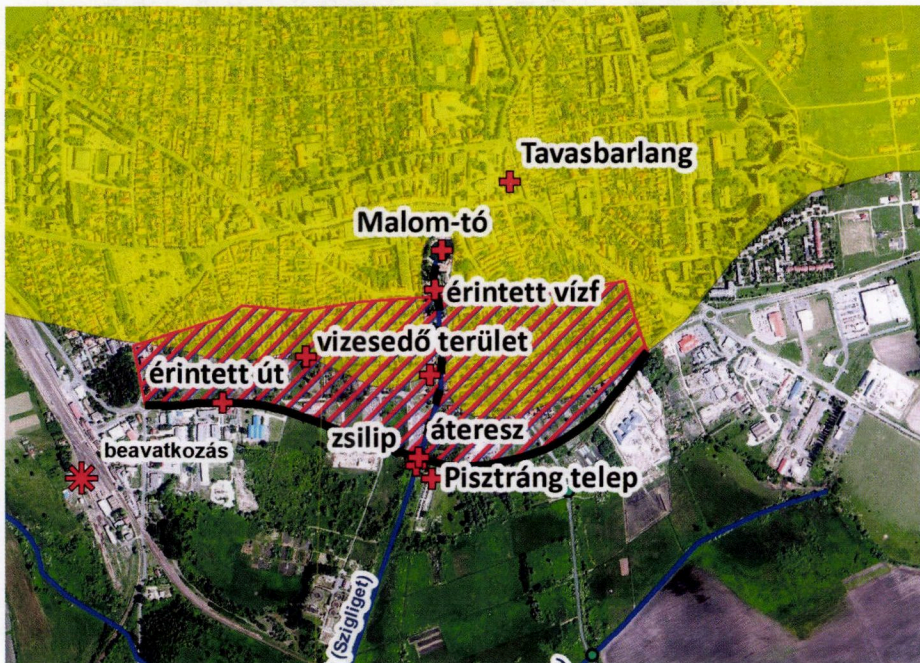 Tavasbarlang
Malom-tó
érintett vízf
vizesedő terület
érintett út
zsilip
áteresz
beavatkozás
Pisztráng telep
(Szigliget)
)